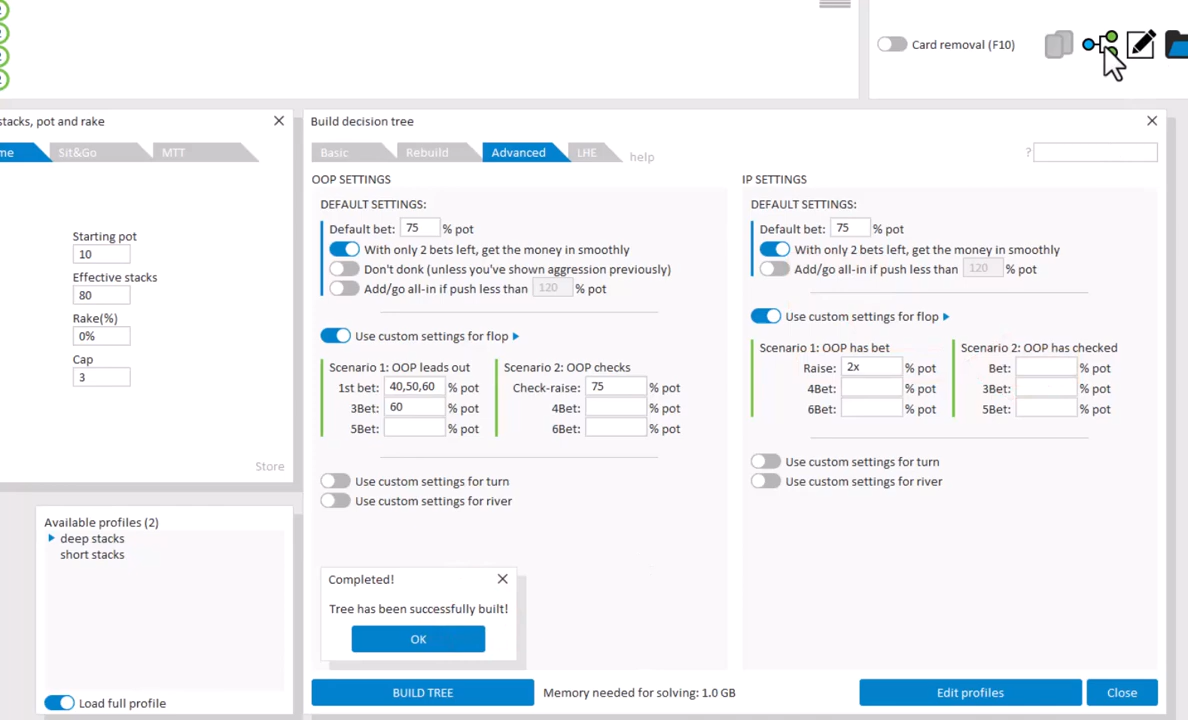 Card removal (F10)
stacks, pot and rake
me
Sit&Go
MTT
Starting pot
10
Effective stacks
80
Rake(%)
0%
Cap
3
Store
Available profiles (2)
deep stacks
short stacks
Load full profile
Build decision tree
Basic
Rebuild
Advanced
LHE
help
?
OOP SETTINGS
DEFAULT SETTINGS:
Default bet: 75 % pot
With only 2 bets left, get the money in smoothly
Don't donk (unless you've shown aggression previously)
Add/go all-in if push less than 120 % pot
Use custom settings for flop
Scenario 1: OOP leads out
1st bet: 40,50,60 % pot
3Bet: 60 % pot
5Bet: % pot
Scenario 2: OOP checks
Check-raise: 75 % pot
4Bet: % pot
6Bet: % pot
Use custom settings for turn
Use custom settings for river
IP SETTINGS
DEFAULT SETTINGS:
Default bet: 75 % pot
With only 2 bets left, get the money in smoothly
Add/go all-in if push less than 120 % pot
Use custom settings for flop
Scenario 1: OOP has bet
Raise: 2x % pot
4Bet: % pot
6Bet: % pot
Scenario 2: OOP has checked
Bet: % pot
3Bet: % pot
5Bet: % pot
Use custom settings for turn
Use custom settings for river
Completed!
Tree has been successfully built!
OK
BUILD TREE
Memory needed for solving: 1.0 GB
Edit profiles
Close